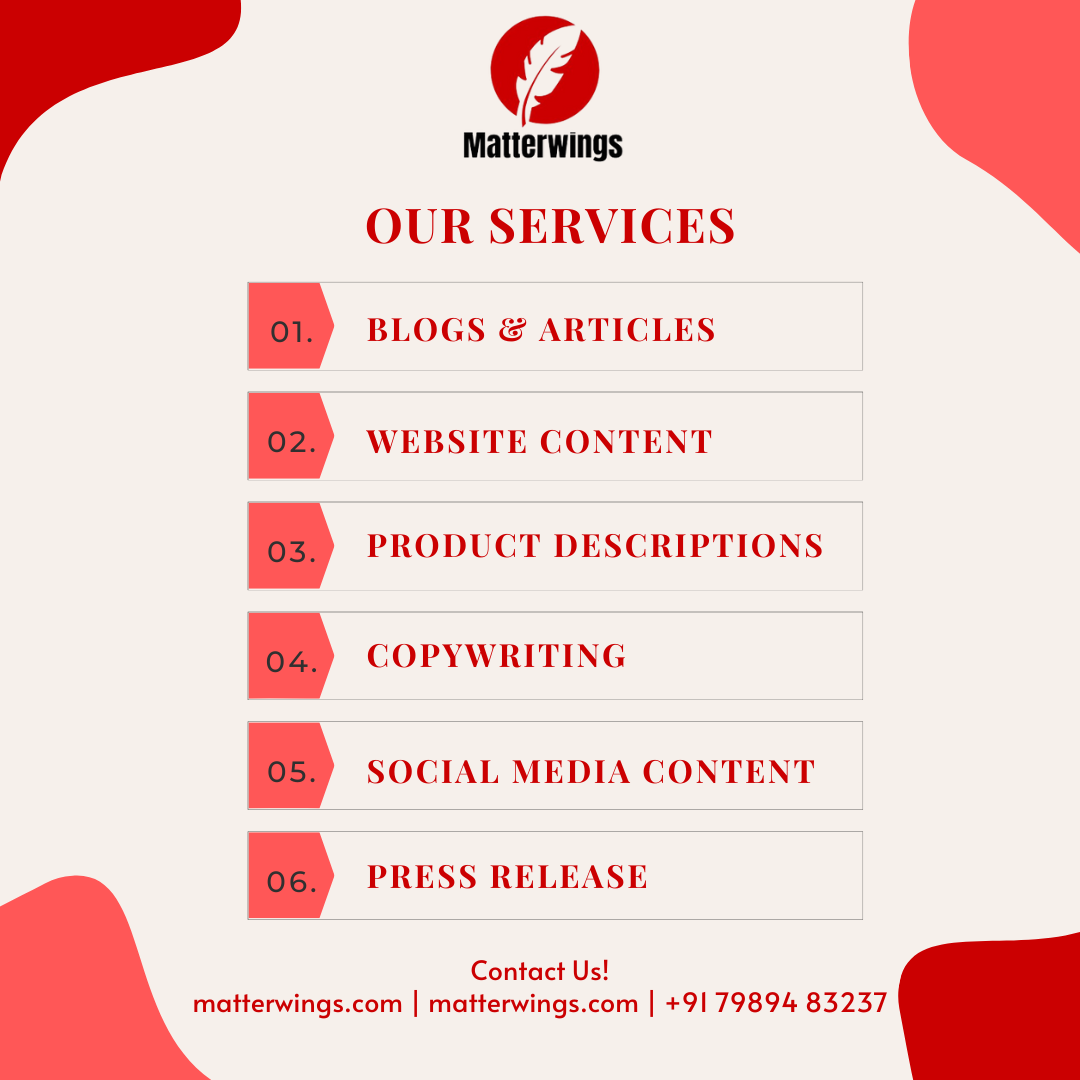 Matterwings
OUR SERVICES
01. BLOGS & ARTICLES
02. WEBSITE CONTENT
03. PRODUCT DESCRIPTIONS
04. COPYWRITING
05. SOCIAL MEDIA CONTENT
06. PRESS RELEASE
Contact Us!
matterwings.com | matterwings.com | +91 79894 83237